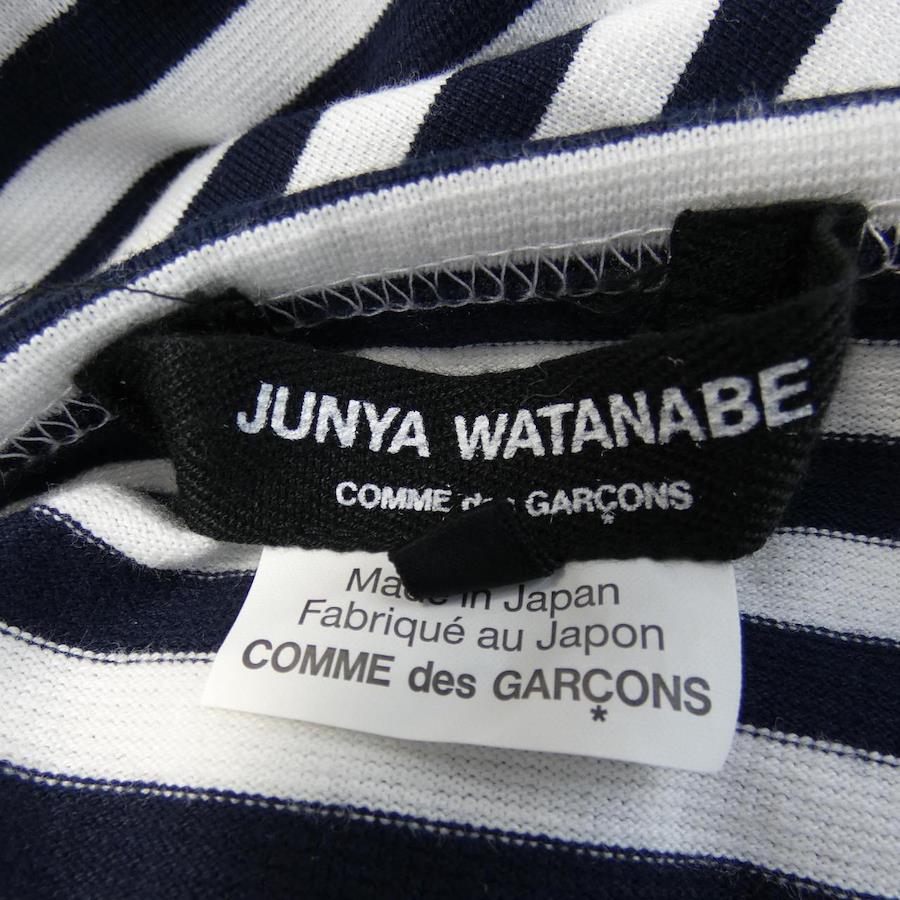 JUNYA WATANABE
COMME des GARÇONS
Made in Japan
Fabriqué au Japon
COMME des GARÇONS
*